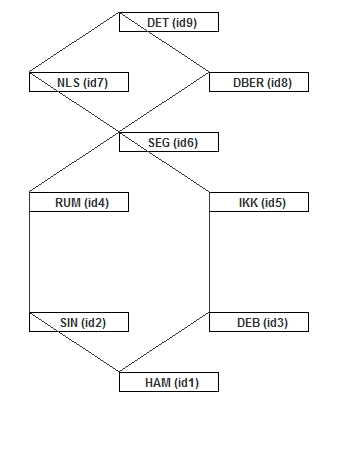 DET (id9)
NLS (id7)
DBER (id8)
SEG (id6)
RUM (id4)
IKK (id5)
SIN (id2)
DEB (id3)
HAM (id1)